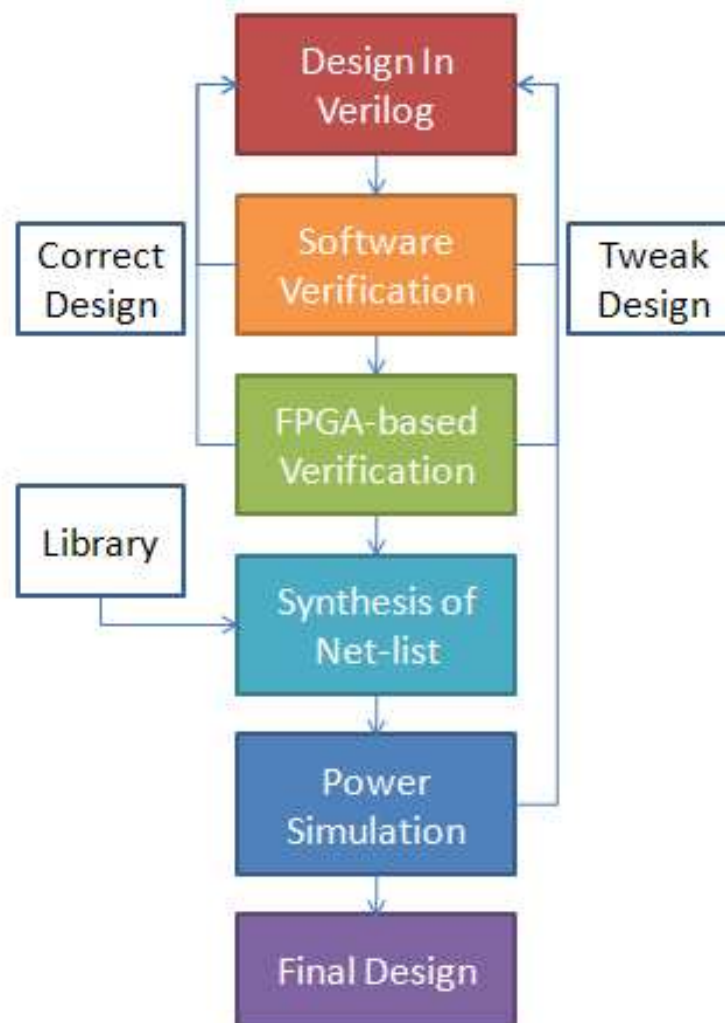 Design In
Verilog
Correct
Design
Software
Verification
Tweak
Design
FPGA-based
Verification
Library
Synthesis of
Net-list
Power
Simulation
Final Design